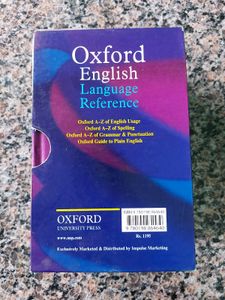 Oxford
English
Language
Reference
Oxford A–Z of English Usage
Oxford A–Z of Spelling
Oxford A–Z of Grammar & Punctuation
Oxford Guide to Plain English
OXFORD
UNIVERSITY PRESS
www.oup.com
Rs. 1195
Exclusively Marketed & Distributed by Impulse Marketing